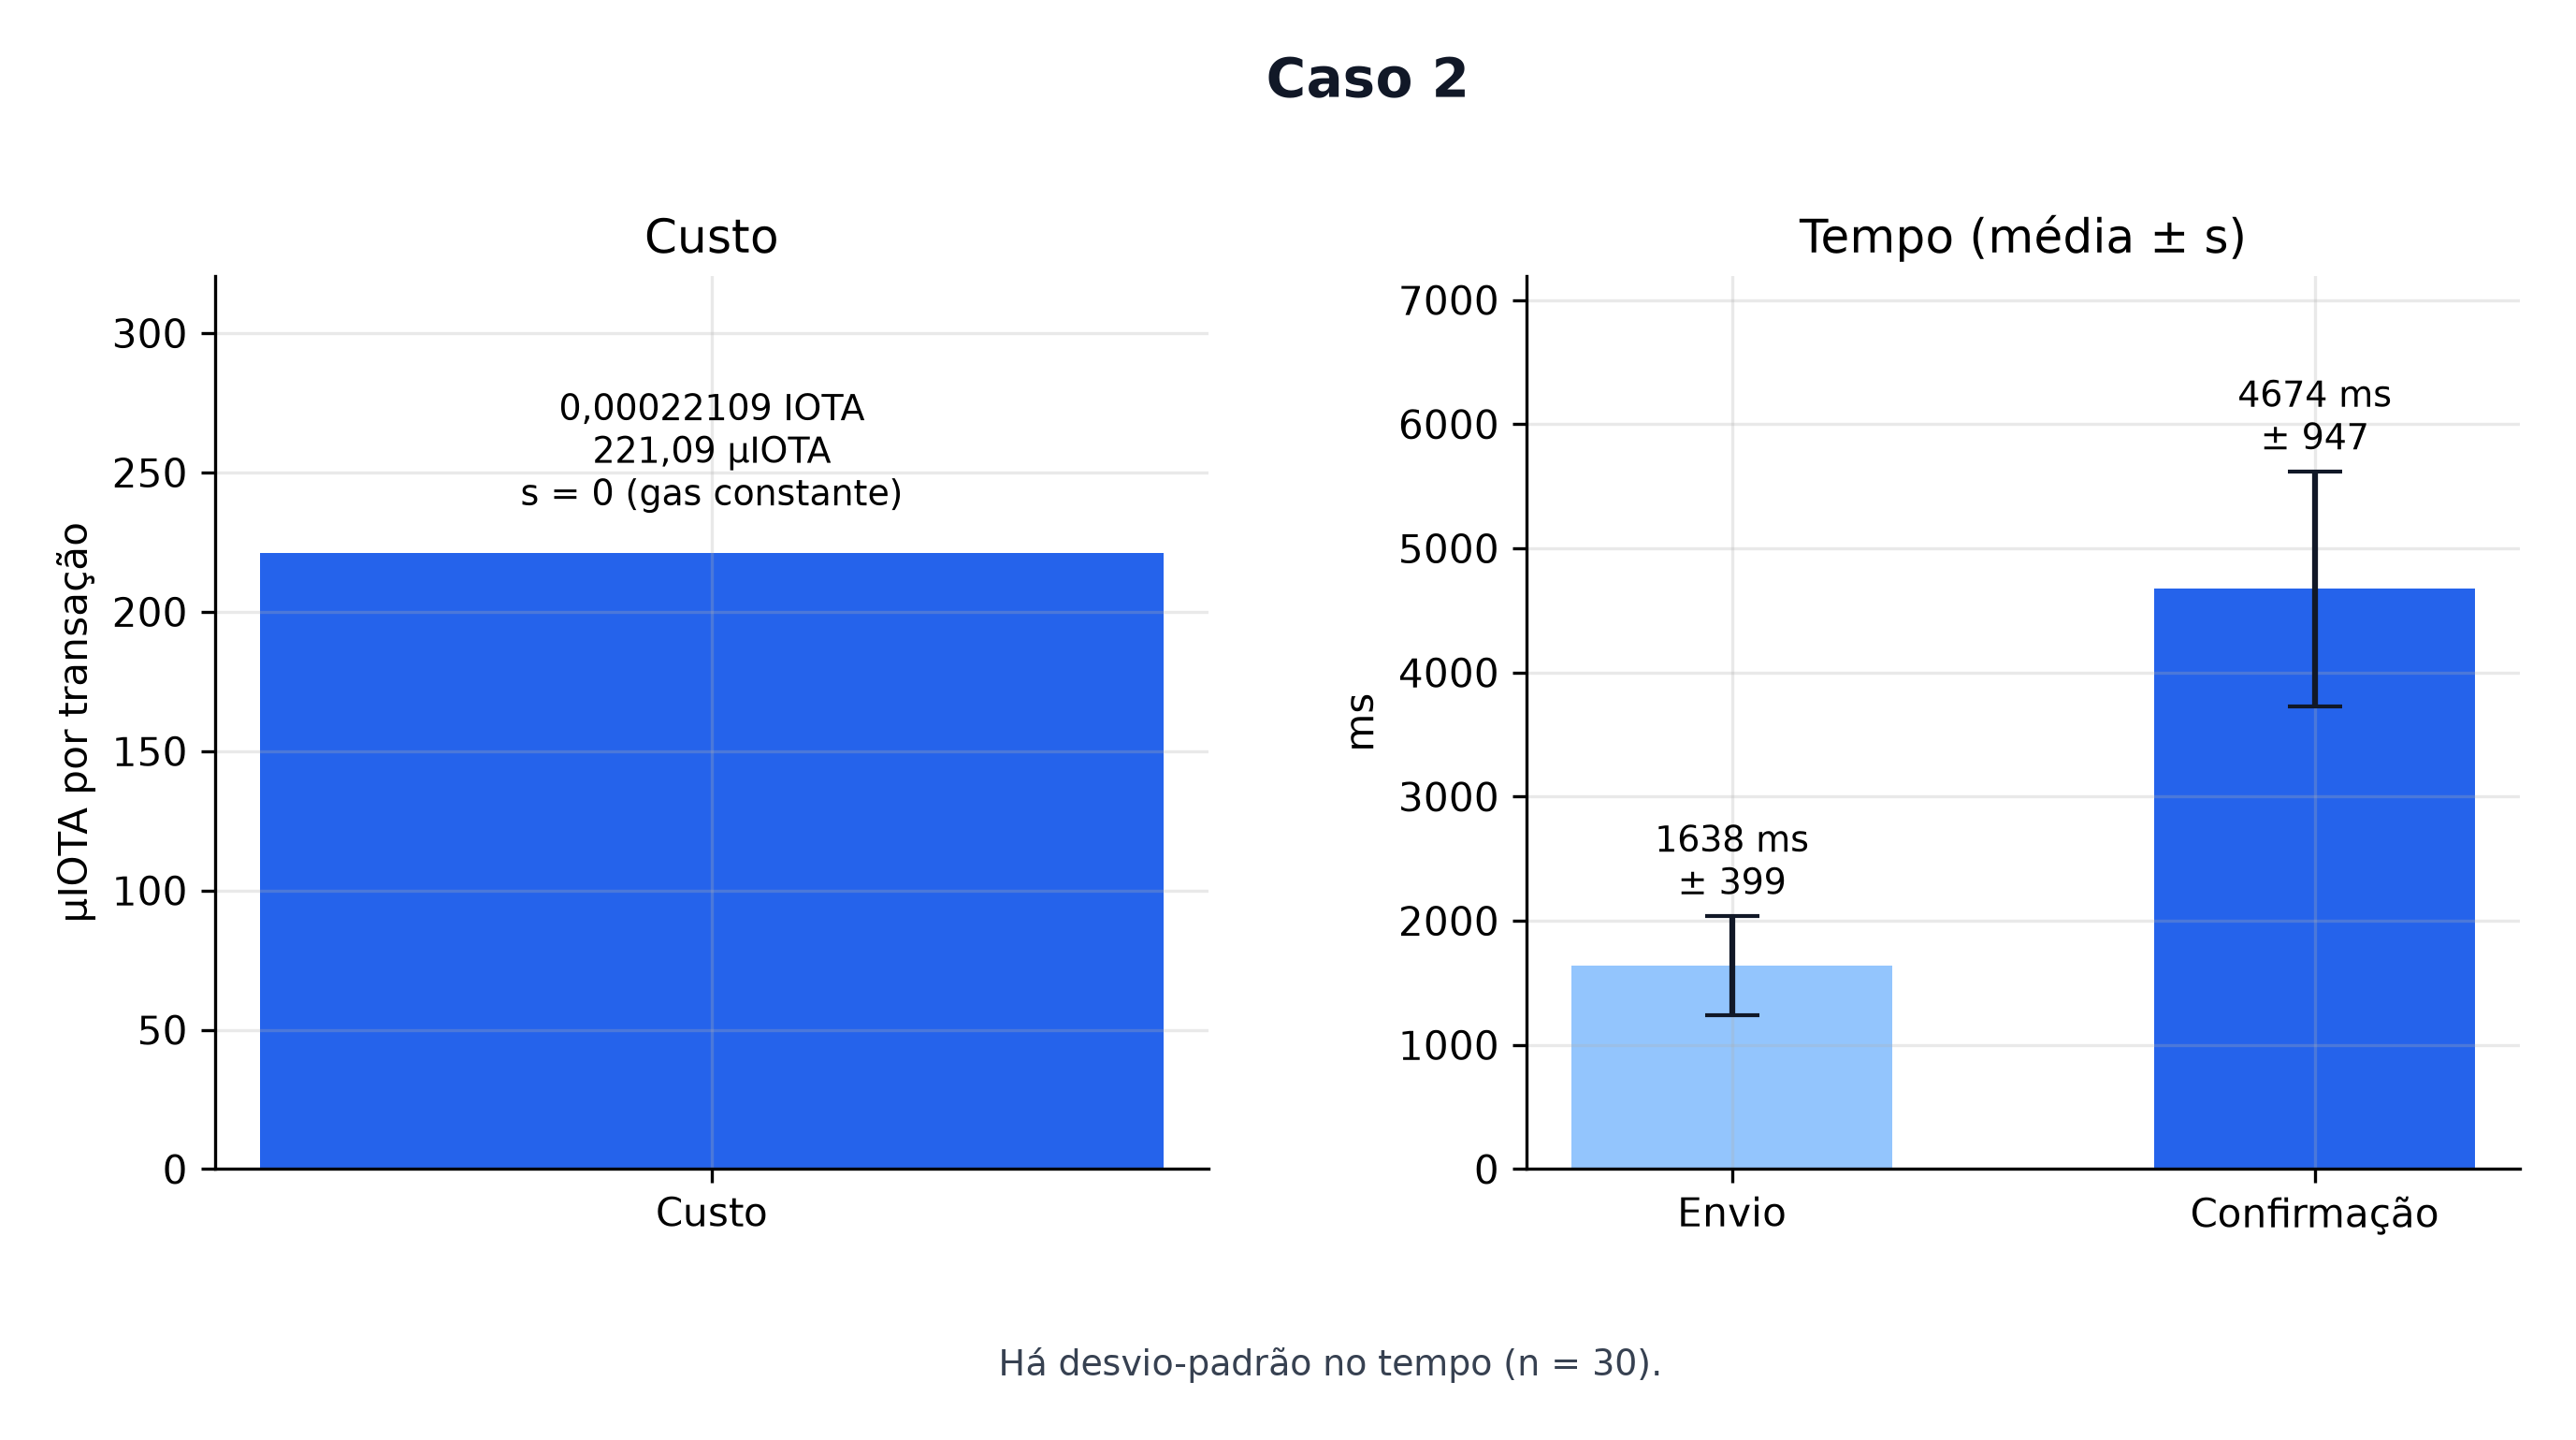 Caso 2
Custo
300
250
200
150
100
50
0
µIOTA por transação
0,00022109 IOTA
221,09 µIOTA
s = 0 (gas constante)
Custo
Tempo (média ± s)
7000
6000
5000
4000
3000
2000
1000
0
ms
1638 ms
± 399
4674 ms
± 947
Envio
Confirmação
Há desvio-padrão no tempo (n = 30).